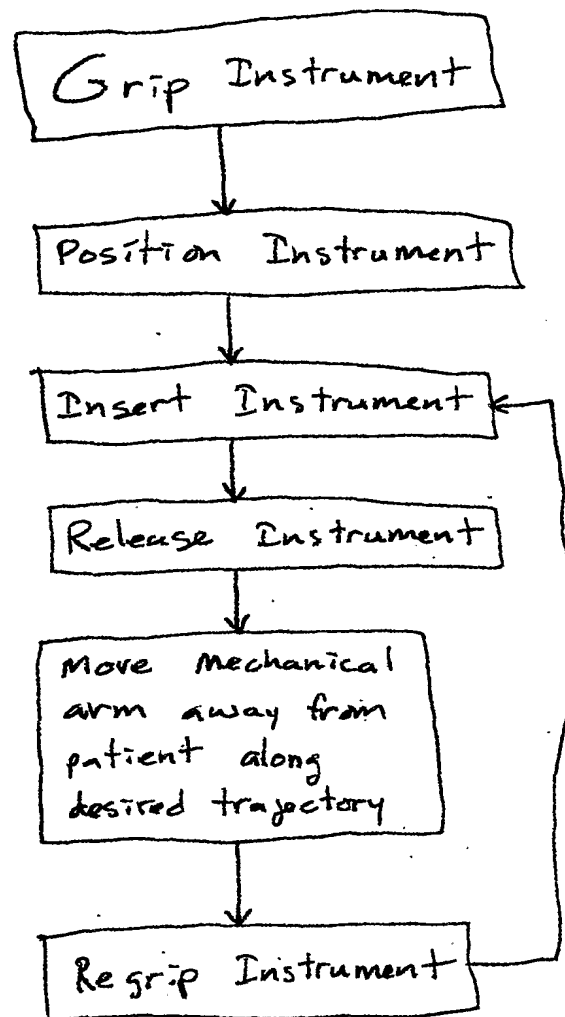 Grip Instrument
Position Instrument
Insert Instrument
Release Instrument
Move Mechanical
arm away from
patient along
desired trajectory
Regrip Instrument